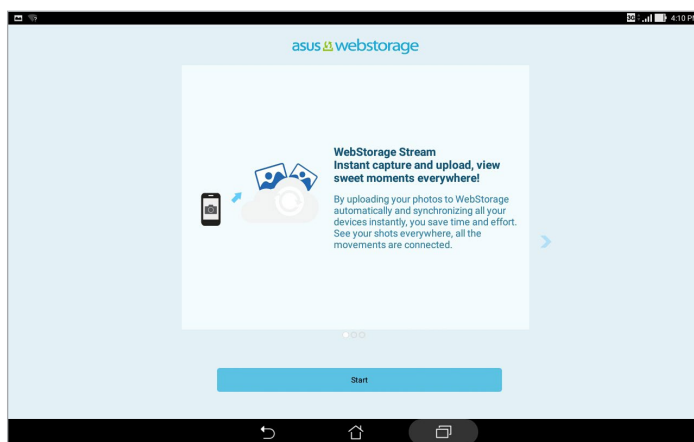 3G
4:10 PM
asus webstorage
WebStorage Stream
Instant capture and upload, view
sweet moments everywhere!
By uploading your photos to WebStorage
automatically and synchronizing all your
devices instantly, you save time and effort.
See your shots everywhere, all the
movements are connected.
Start